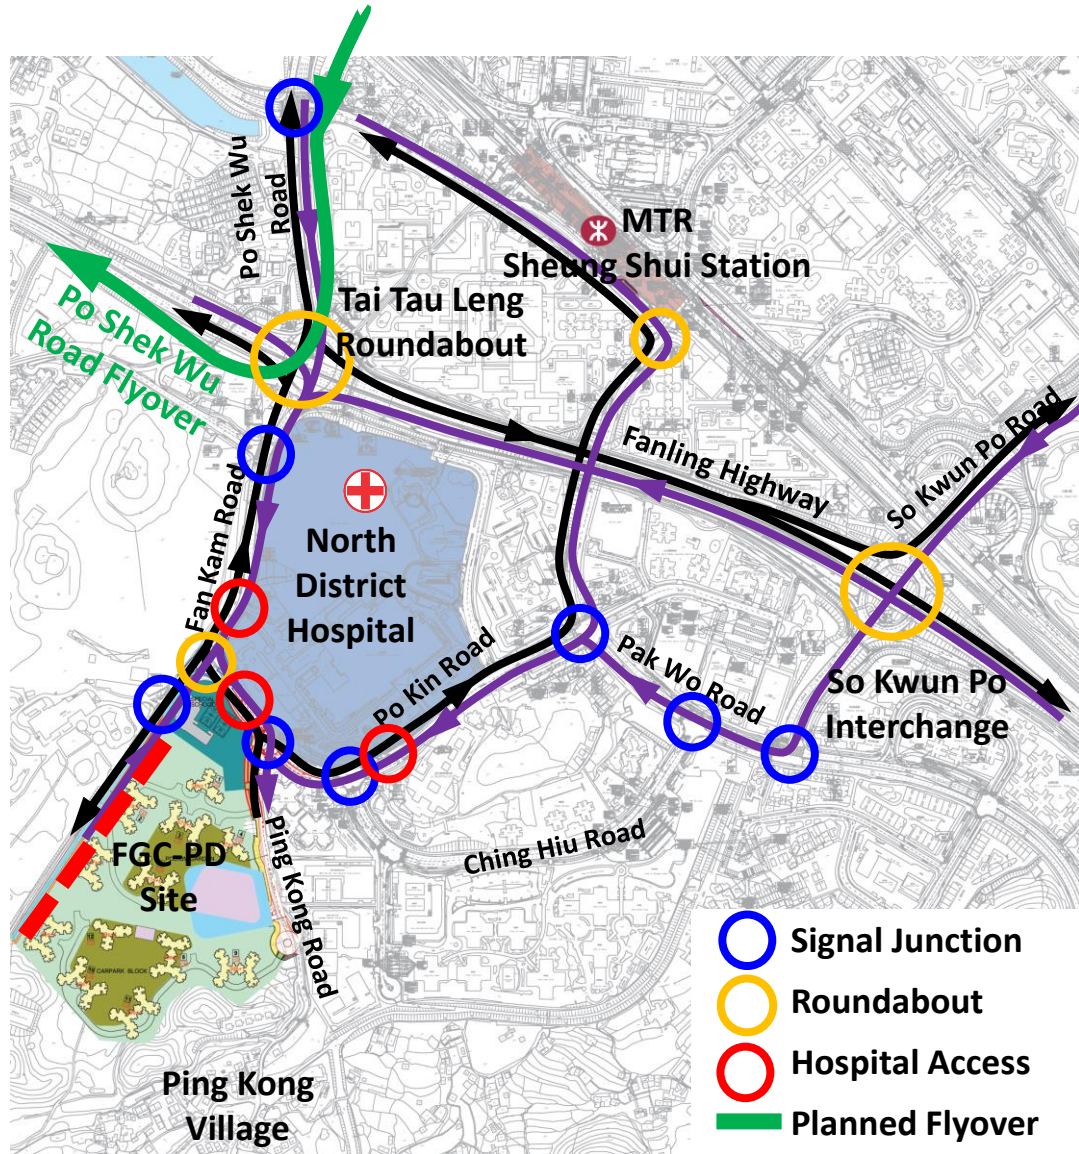 Po Shek Wu
Road
MTR
Sheung Shui Station
Tai Tau Leng
Roundabout
Po Shek Wu
Road Flyover
Fanling Highway
So Kwun Po Road
Fan Kam Road
North
District
Hospital
Po Kin Road
Pak Wo Road
So Kwun Po
Interchange
FGC-PD
Site
Ping Kong Road
Ching Hiu Road
CARPARK BLOCK
Ping Kong
Village
Signal Junction
Roundabout
Hospital Access
Planned Flyover